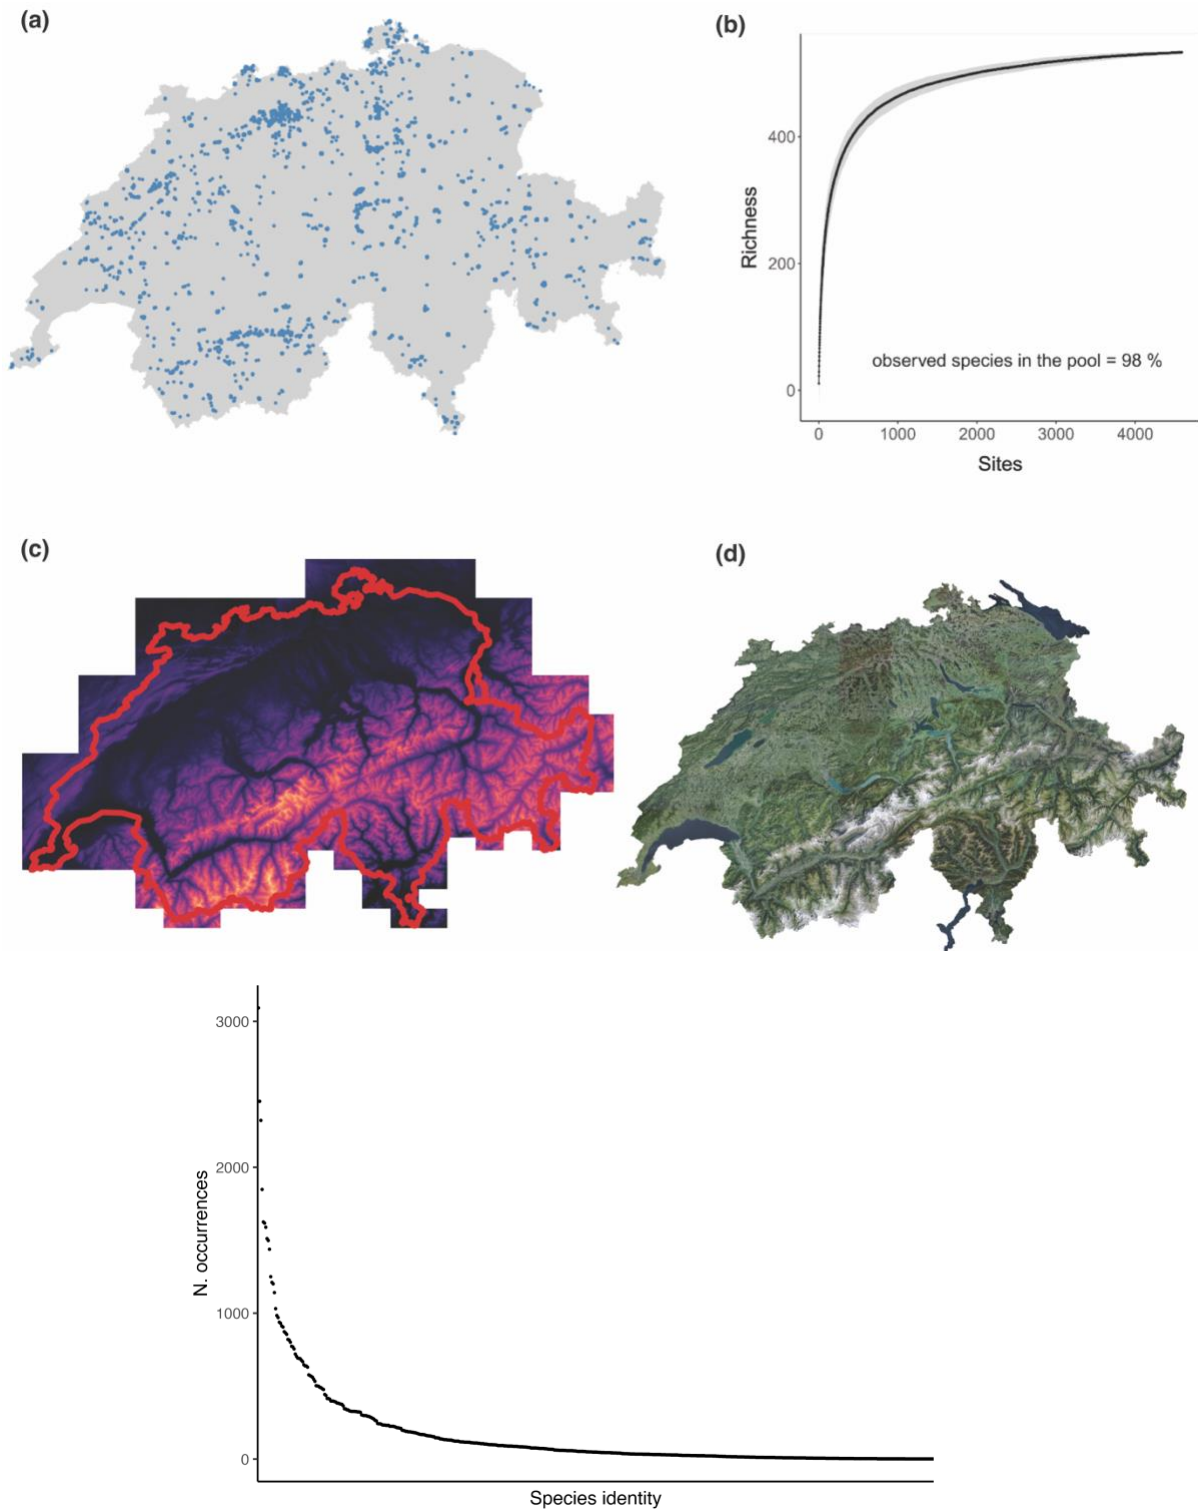 (a)
(b)
400
200
0
Richness
observed species in the pool = 98 %
0 1000 2000 3000 4000
Sites
(c)
(d)
3000
2000
1000
0
N. occurrences
Species identity